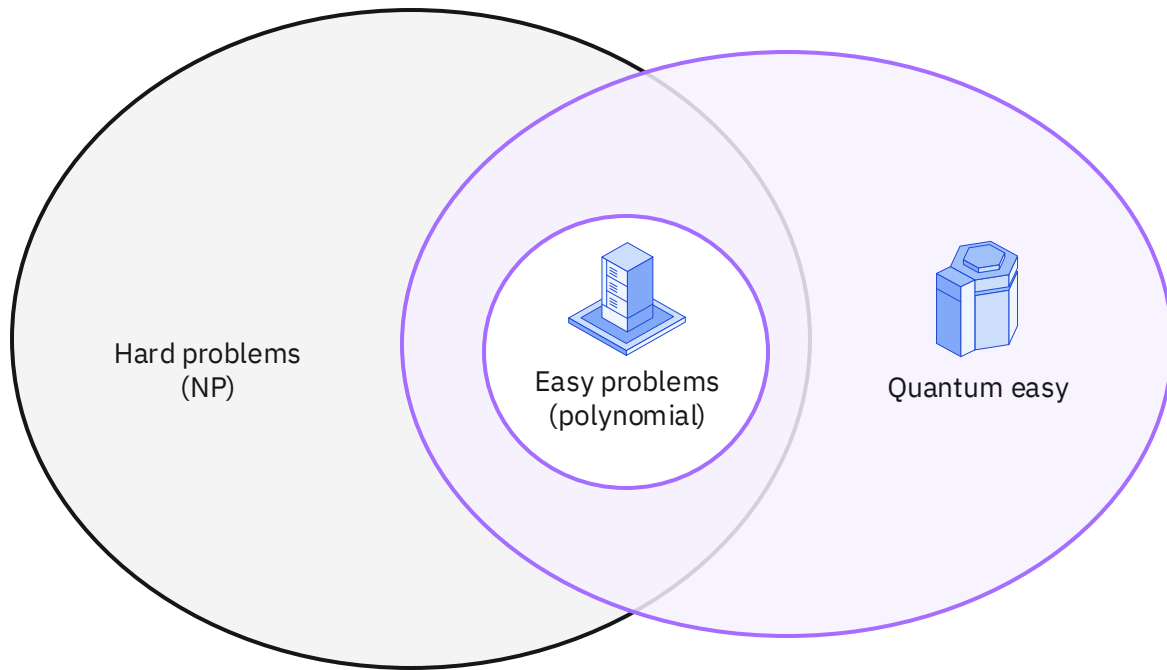 Hard problems
(NP)
Easy problems
(polynomial)
Quantum easy